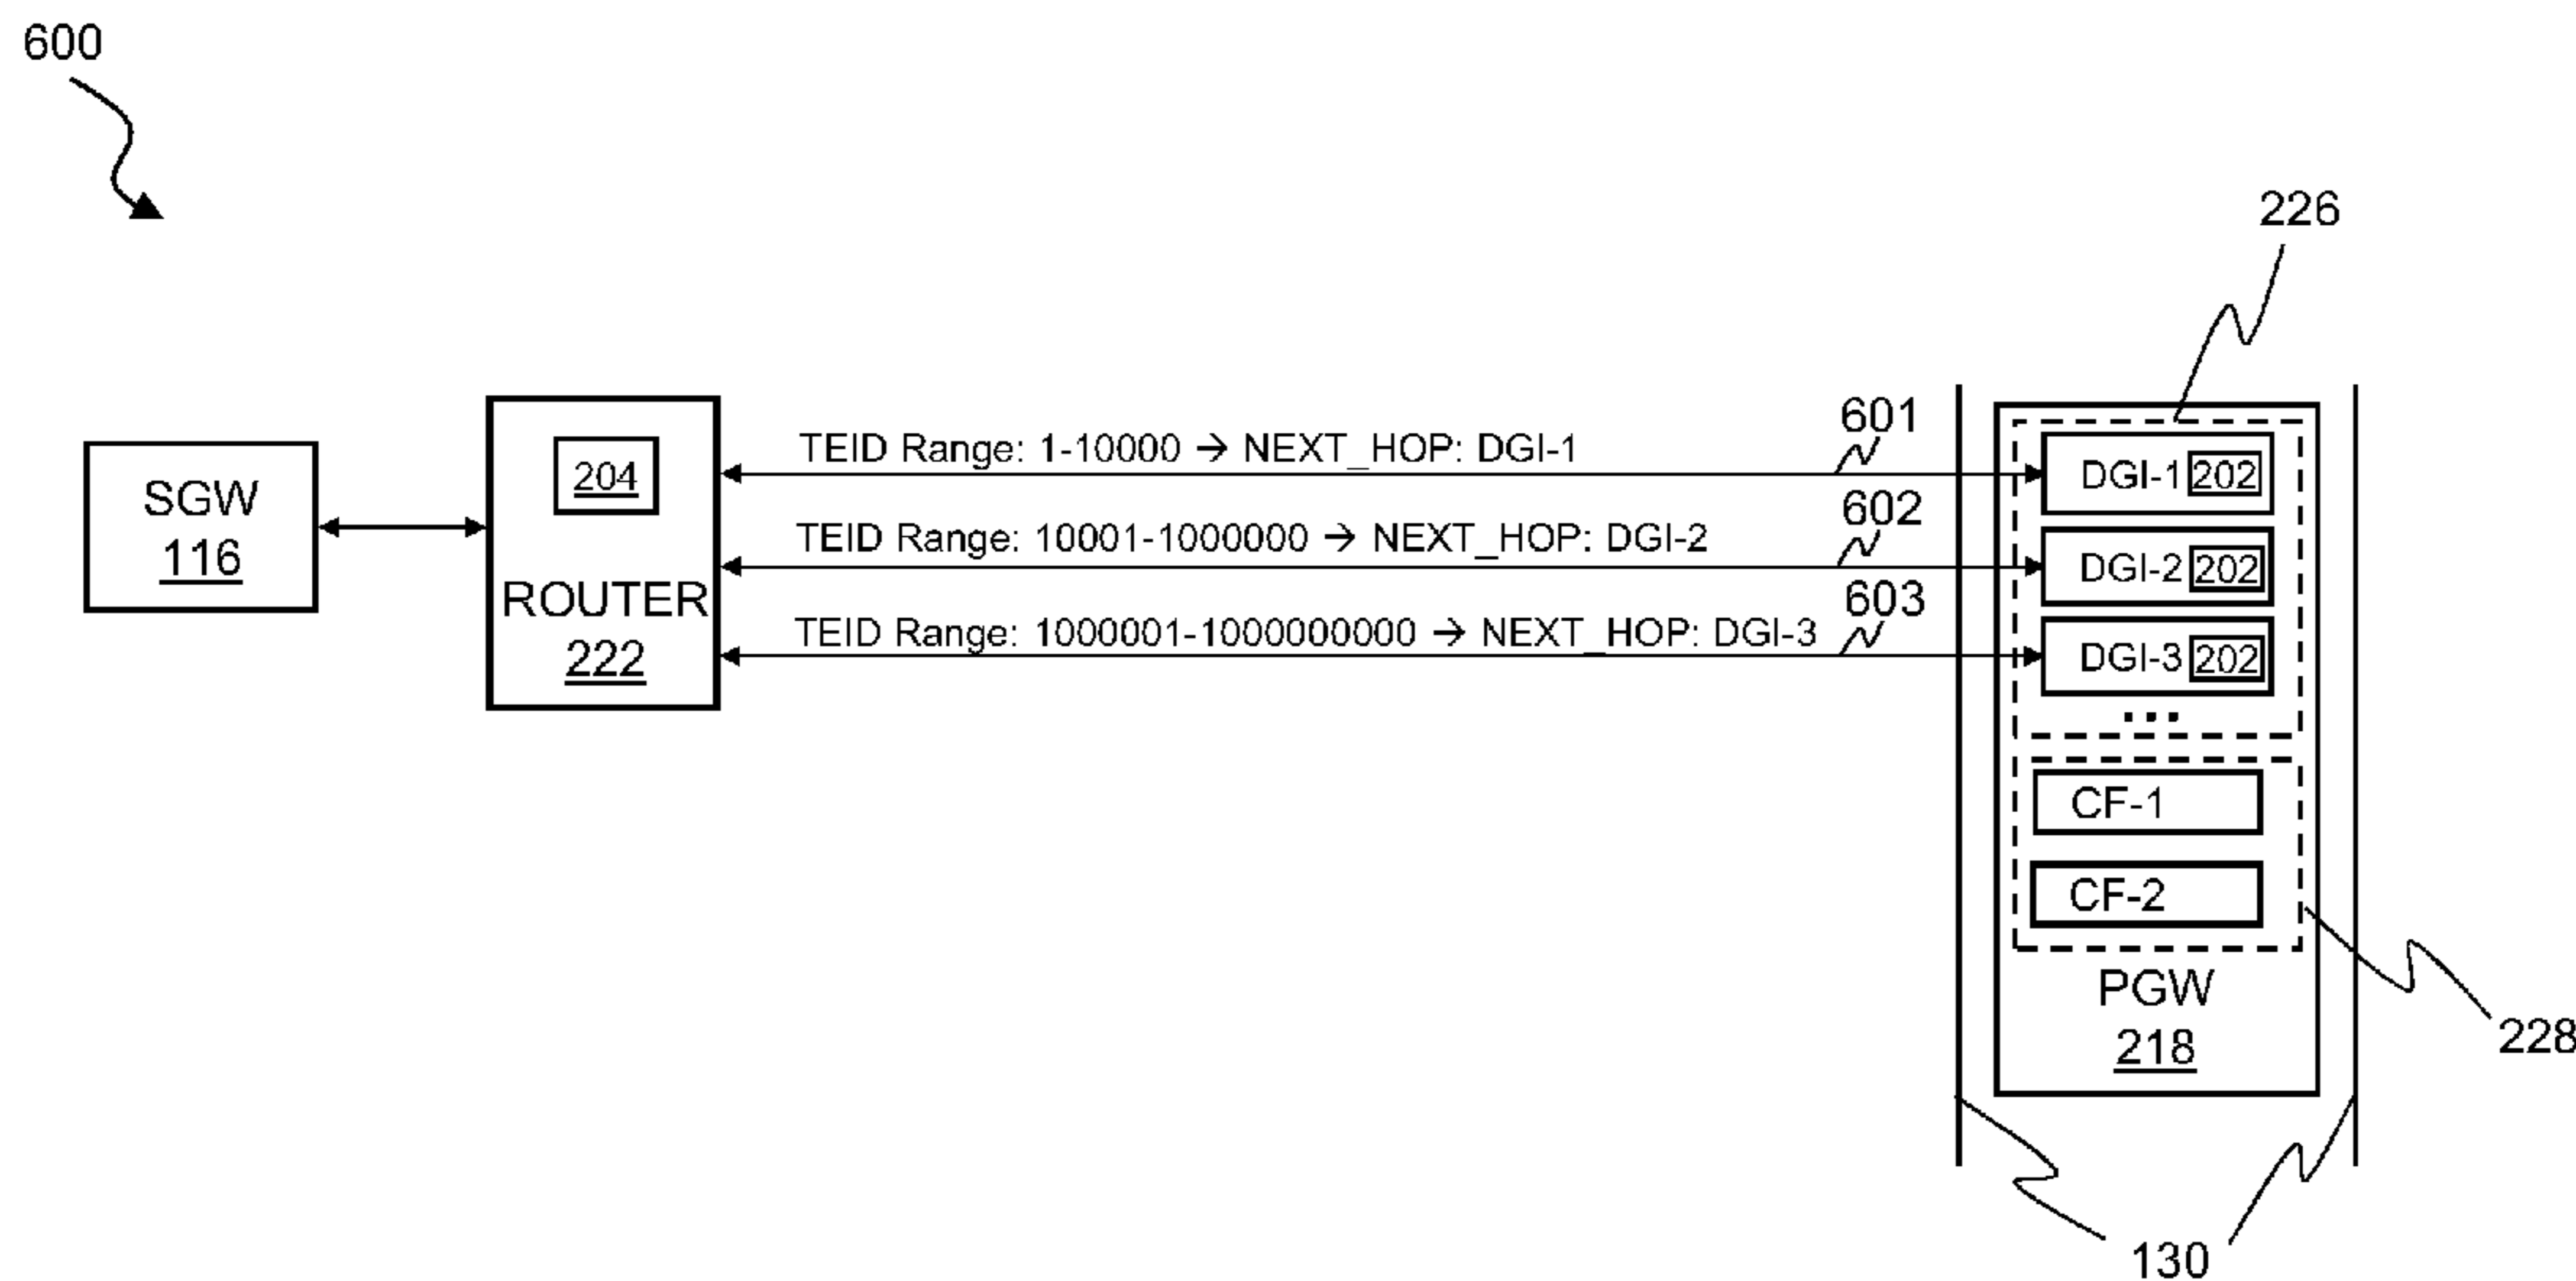 600
226
SGW
116
204
ROUTER
222
TEID Range: 1-10000 → NEXT_HOP: DGI-1
601
TEID Range: 10001-1000000 → NEXT_HOP: DGI-2
602
TEID Range: 1000001-1000000000 → NEXT_HOP: DGI-3
603
DGI-1 202
DGI-2 202
DGI-3 202
...
CF-1
CF-2
PGW
218
228
130